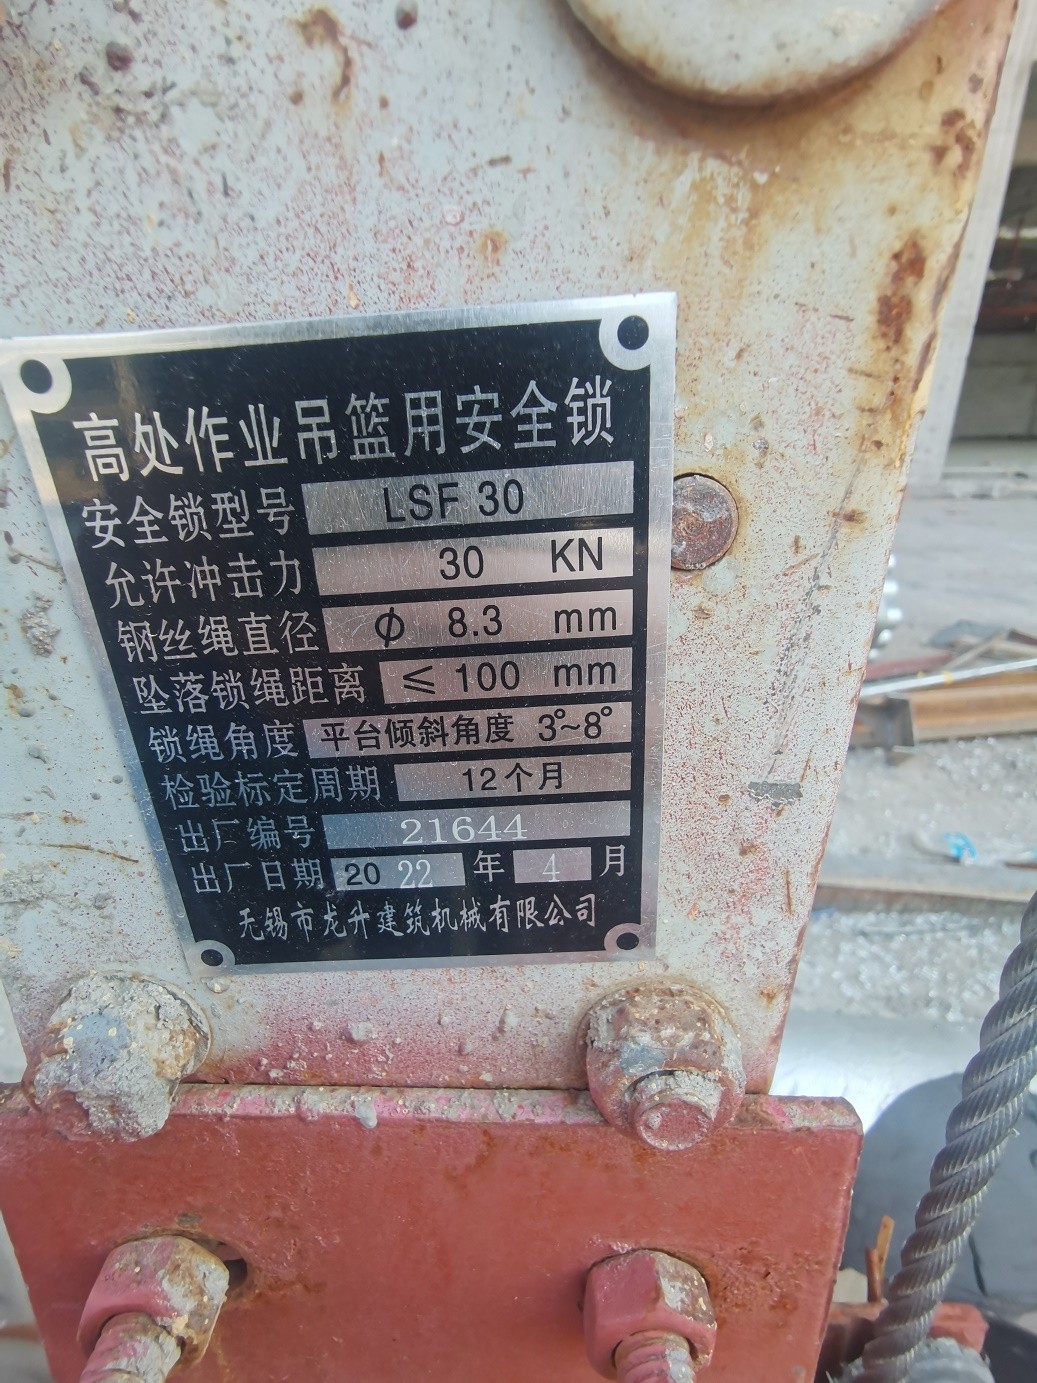 高处作业吊篮用安全锁
安全锁型号 LSF 30
允许冲击力 30 KN
钢丝绳直径 Φ 8.3 mm
坠落锁绳距离 ≤ 100 mm
锁绳角度 平台倾斜角度 3°~8°
检验标定周期 12个月
出厂编号 21644
出厂日期 2022年4月
无锡市龙升建筑机械有限公司